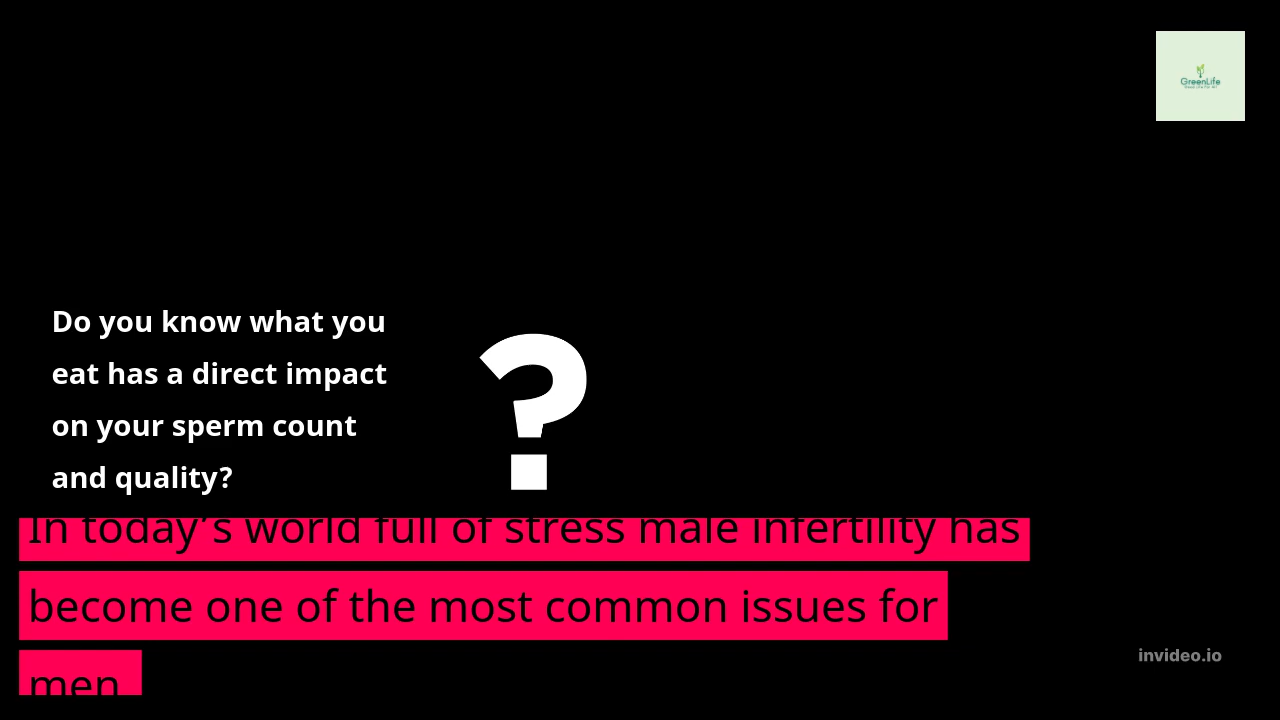 GreenLife
Do you know what you
eat has a direct impact
on your sperm count
and quality?
?
In today's world full of stress male infertility has
become one of the most common issues for
men
invideo.io